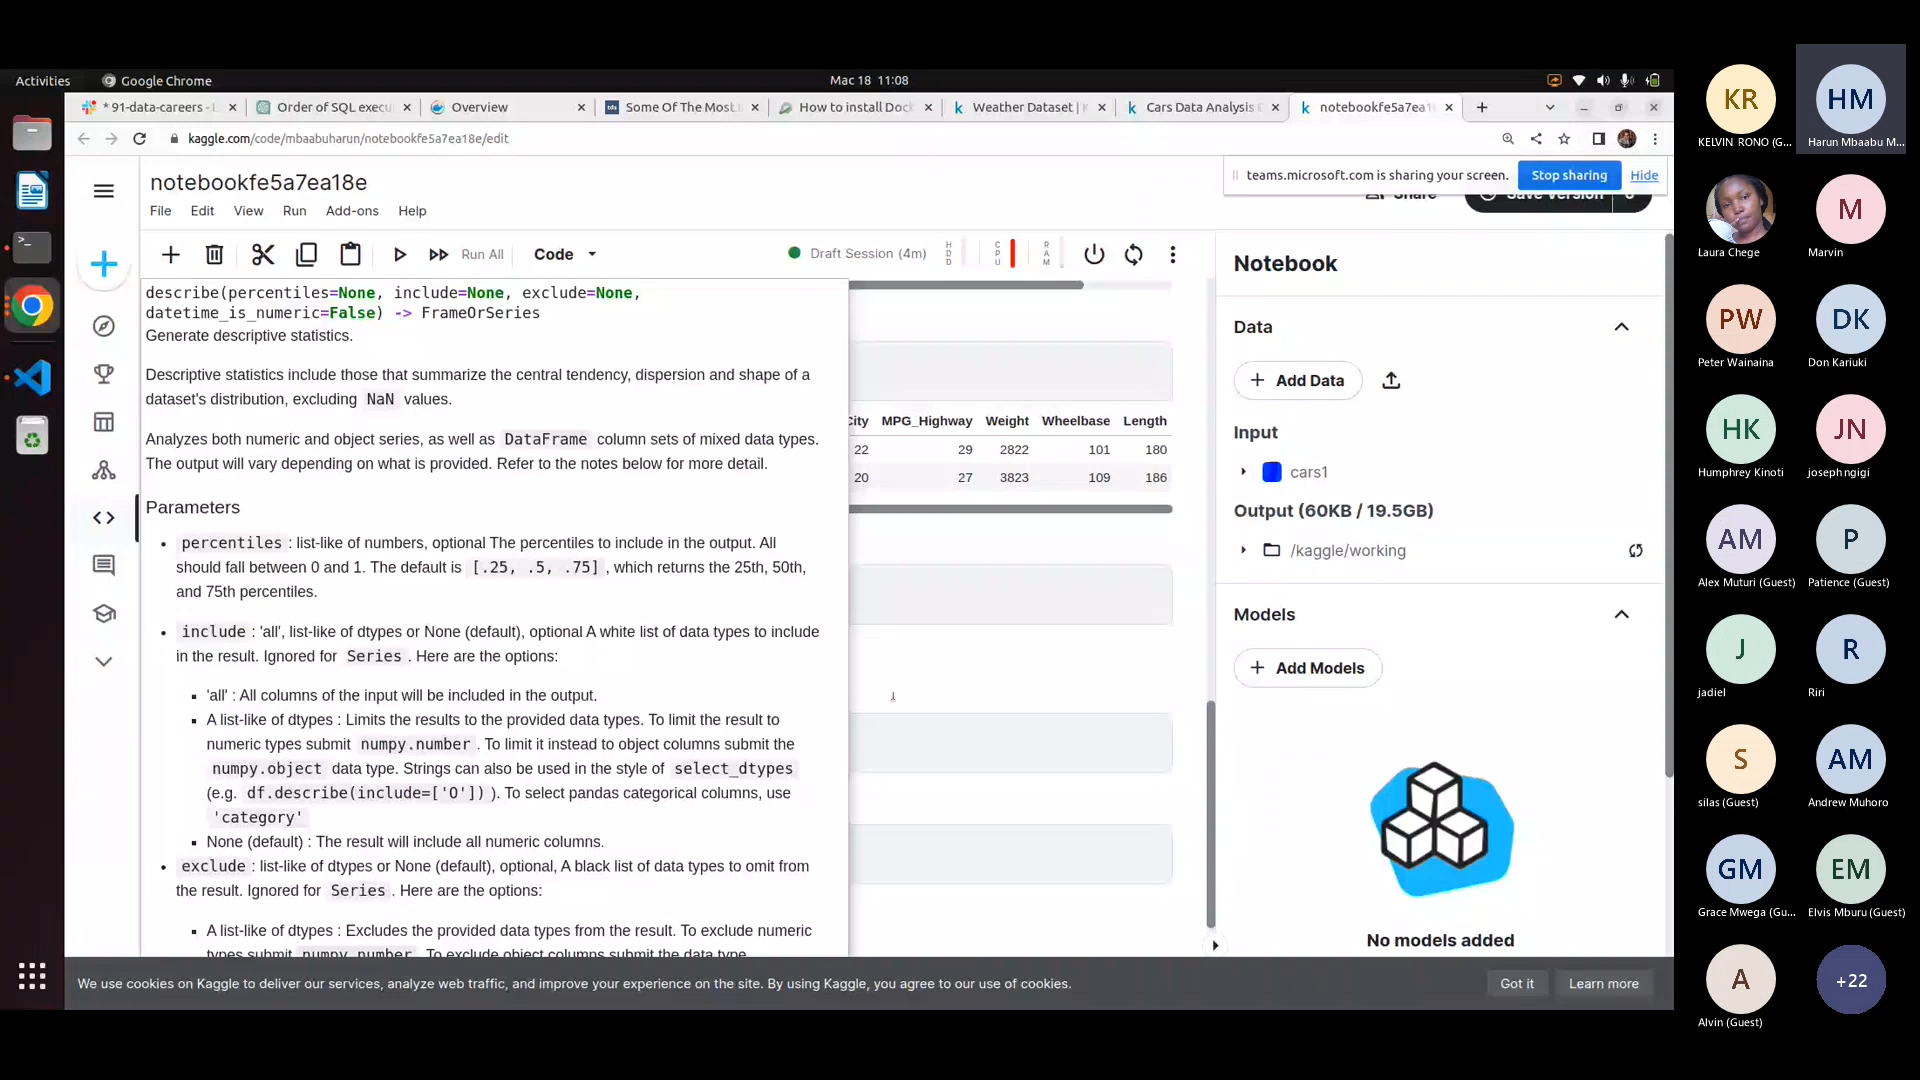 Activities
Google Chrome
Mac 18 11:08
* 91-data-careers -
Order of SQL execu
Overview
Some Of The Most
How to install Doc
Weather Dataset |
Cars Data Analysis
notebookfe5a7ea1
kaggle.com/code/mbaabuharun/notebookfe5a7ea18e/edit
notebookfe5a7ea18e
teams.microsoft.com is sharing your screen.
Stop sharing
Hide
Share
Save Version
File Edit View Run Add-ons Help
Run All
Code
Draft Session (4m)
HDD
CPU
RAM
describe(percentiles=None, include=None, exclude=None,
datetime_is_numeric=False) -> FrameOrSeries
Generate descriptive statistics.
Descriptive statistics include those that summarize the central tendency, dispersion and shape of a
dataset's distribution, excluding NaN values.
Analyzes both numeric and object series, as well as DataFrame column sets of mixed data types.
The output will vary depending on what is provided. Refer to the notes below for more detail.
Parameters
• percentiles : list-like of numbers, optional The percentiles to include in the output. All
should fall between 0 and 1. The default is [.25, .5, .75] , which returns the 25th, 50th,
and 75th percentiles.
• include : 'all', list-like of dtypes or None (default), optional A white list of data types to include
in the result. Ignored for Series . Here are the options:
▪ 'all' : All columns of the input will be included in the output.
▪ A list-like of dtypes : Limits the results to the provided data types. To limit the result to
numeric types submit numpy.number . To limit it instead to object columns submit the
numpy.object data type. Strings can also be used in the style of select_dtypes
(e.g. df.describe(include=['O']) ). To select pandas categorical columns, use
'category'
▪ None (default) : The result will include all numeric columns.
• exclude : list-like of dtypes or None (default), optional, A black list of data types to omit from
the result. Ignored for Series . Here are the options:
▪ A list-like of dtypes : Excludes the provided data types from the result. To exclude numeric
types submit numpy.number . To exclude object columns submit the data type
City MPG_Highway Weight Wheelbase Length
22 29 2822 101 180
20 27 3823 109 186
Notebook
Data
+ Add Data
Input
cars1
Output (60KB / 19.5GB)
/kaggle/working
Models
+ Add Models
No models added
We use cookies on Kaggle to deliver our services, analyze web traffic, and improve your experience on the site. By using Kaggle, you agree to our use of cookies.
Got it
Learn more
KR
KELVIN RONO (G...
HM
Harun Mbaabu M...
Laura Chege
M
Marvin
PW
Peter Wainaina
DK
Don Kariuki
HK
Humphrey Kinoti
JN
joseph ngigi
AM
Alex Muturi (Guest)
P
Patience (Guest)
J
jadiel
R
Riri
S
silas (Guest)
AM
Andrew Muhoro
GM
Grace Mwega (Gu...
EM
Elvis Mburu (Guest)
A
Alvin (Guest)
+22